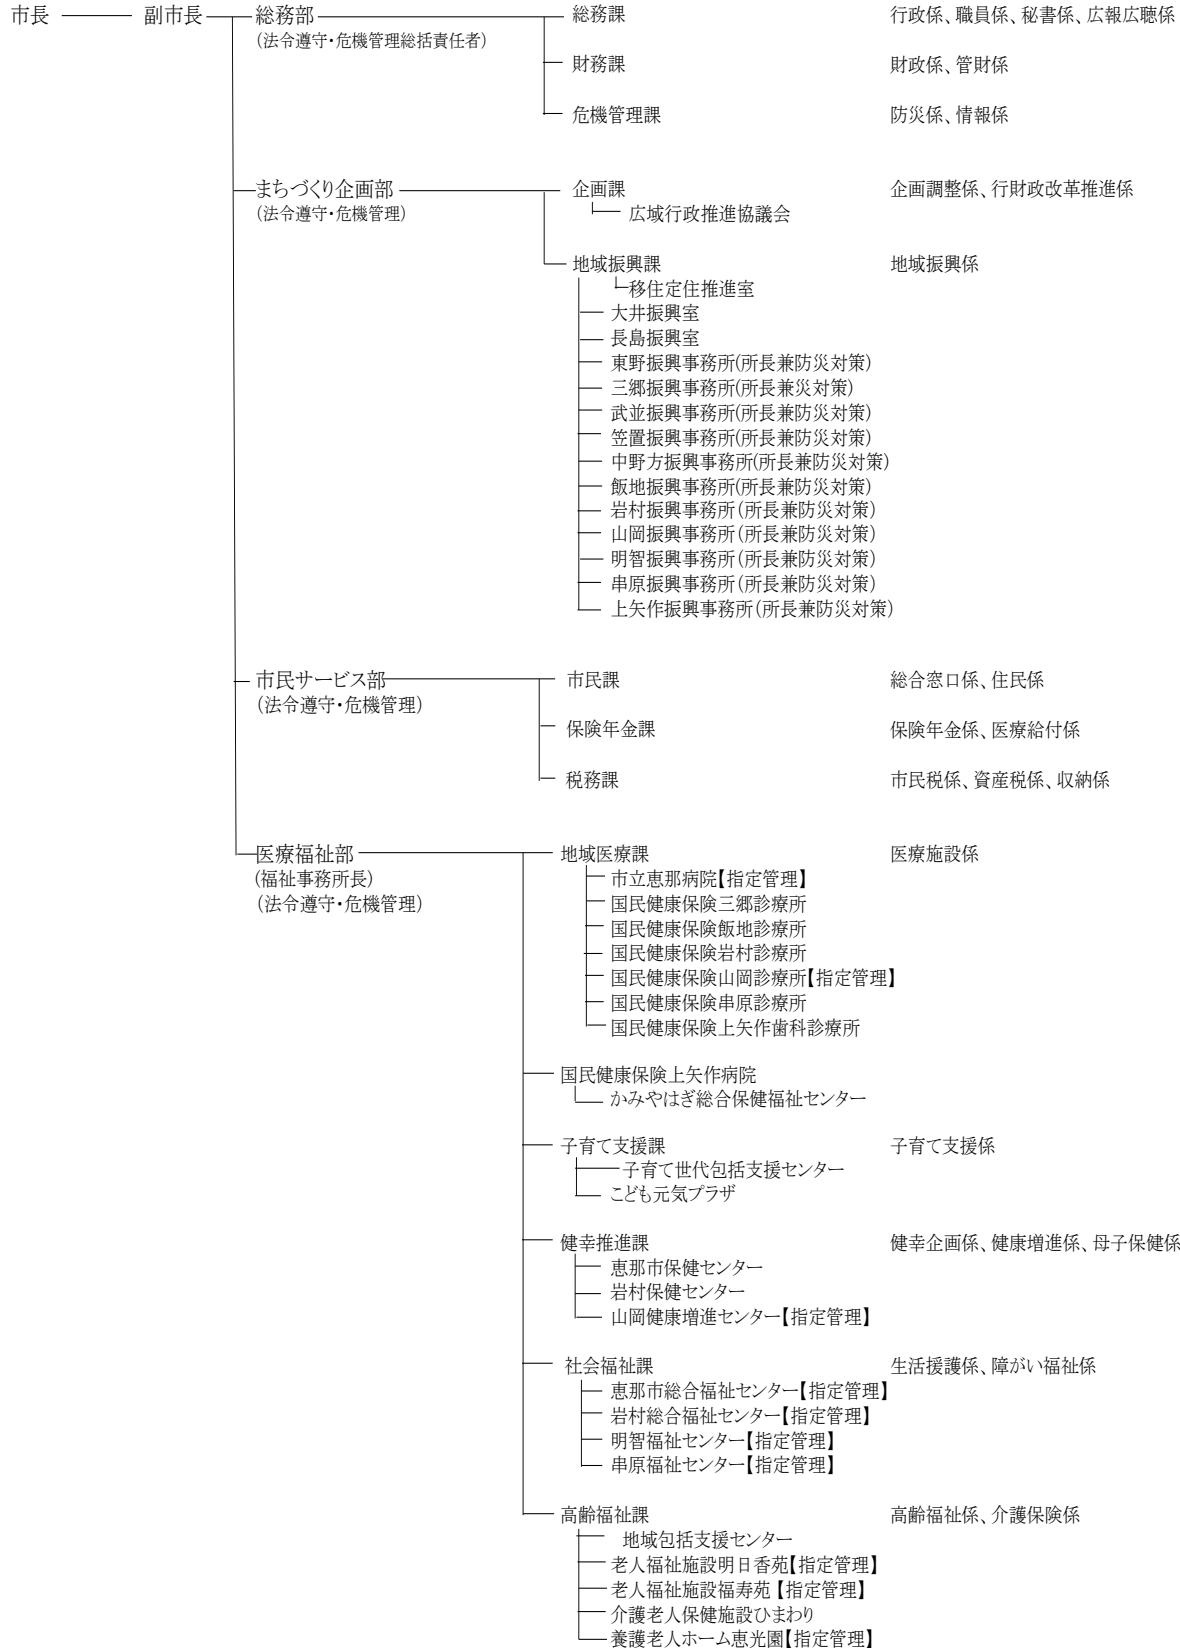 市長 副市長 総務部 総務課 行政係、職員係、秘書係、広報広聴係
(法令遵守・危機管理総括責任者)
財務課 財政係、管財係
危機管理課 防災係、情報係
まちづくり企画部 企画課 企画調整係、行財政改革推進係
(法令遵守・危機管理)
広域行政推進協議会
地域振興課 地域振興係
移住定住推進室
大井振興室
長島振興室
東野振興事務所(所長兼防災対策)
三郷振興事務所(所長兼災対策)
武並振興事務所(所長兼防災対策)
笠置振興事務所(所長兼防災対策)
中野方振興事務所(所長兼防災対策)
飯地振興事務所(所長兼防災対策)
岩村振興事務所(所長兼防災対策)
山岡振興事務所(所長兼防災対策)
明智振興事務所(所長兼防災対策)
串原振興事務所(所長兼防災対策)
上矢作振興事務所(所長兼防災対策)
市民サービス部 市民課 総合窓口係、住民係
(法令遵守・危機管理)
保険年金課 保険年金係、医療給付係
税務課 市民税係、資産税係、収納係
医療福祉部 地域医療課 医療施設係
(福祉事務所長)
(法令遵守・危機管理)
市立恵那病院【指定管理】
国民健康保険三郷診療所
国民健康保険飯地診療所
国民健康保険岩村診療所
国民健康保険山岡診療所【指定管理】
国民健康保険串原診療所
国民健康保険上矢作歯科診療所
国民健康保険上矢作病院
かみやはぎ総合保健福祉センター
子育て支援課 子育て支援係
子育て世代包括支援センター
こども元気プラザ
健幸推進課 健幸企画係、健康増進係、母子保健係
恵那市保健センター
岩村保健センター
山岡健康増進センター【指定管理】
社会福祉課 生活援護係、障がい福祉係
恵那市総合福祉センター【指定管理】
岩村総合福祉センター【指定管理】
明智福祉センター【指定管理】
串原福祉センター【指定管理】
高齢福祉課 高齢福祉係、介護保険係
地域包括支援センター
老人福祉施設明日香苑【指定管理】
老人福祉施設福寿苑【指定管理】
介護老人保健施設ひまわり
養護老人ホーム恵光園【指定管理】